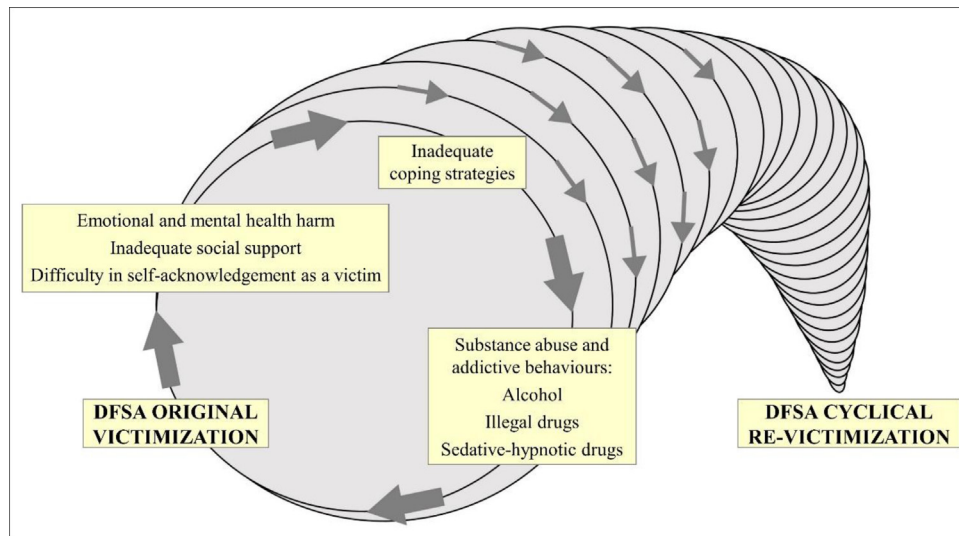 Inadequate
coping strategies
Emotional and mental health harm
Inadequate social support
Difficulty in self-acknowledgement as a victim
Substance abuse and
addictive behaviours:
Alcohol
Illegal drugs
Sedative-hypnotic drugs
DFSA ORIGINAL
VICTIMIZATION
DFSA CYCLICAL
RE-VICTIMIZATION